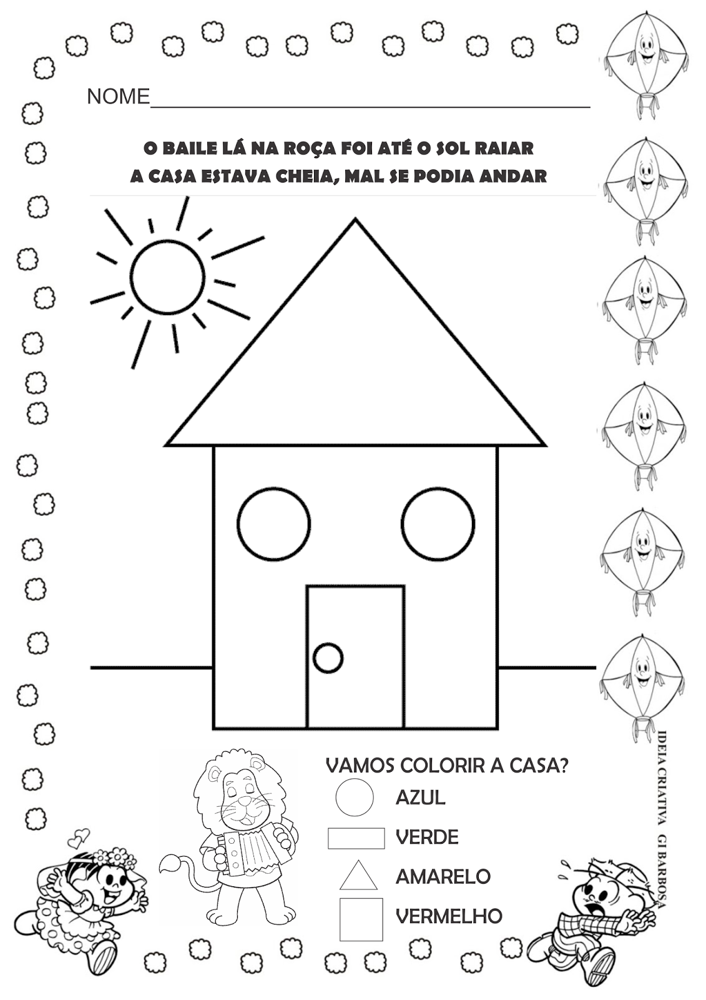 NOME
O BAILE LÁ NA ROÇA FOI ATÉ O SOL RAIAR
A CASA ESTAVA CHEIA, MAL SE PODIA ANDAR
VAMOS COLORIR A CASA?
AZUL
VERDE
AMARELO
VERMELHO
IDEIA CRIATIVA GI BARBOSA